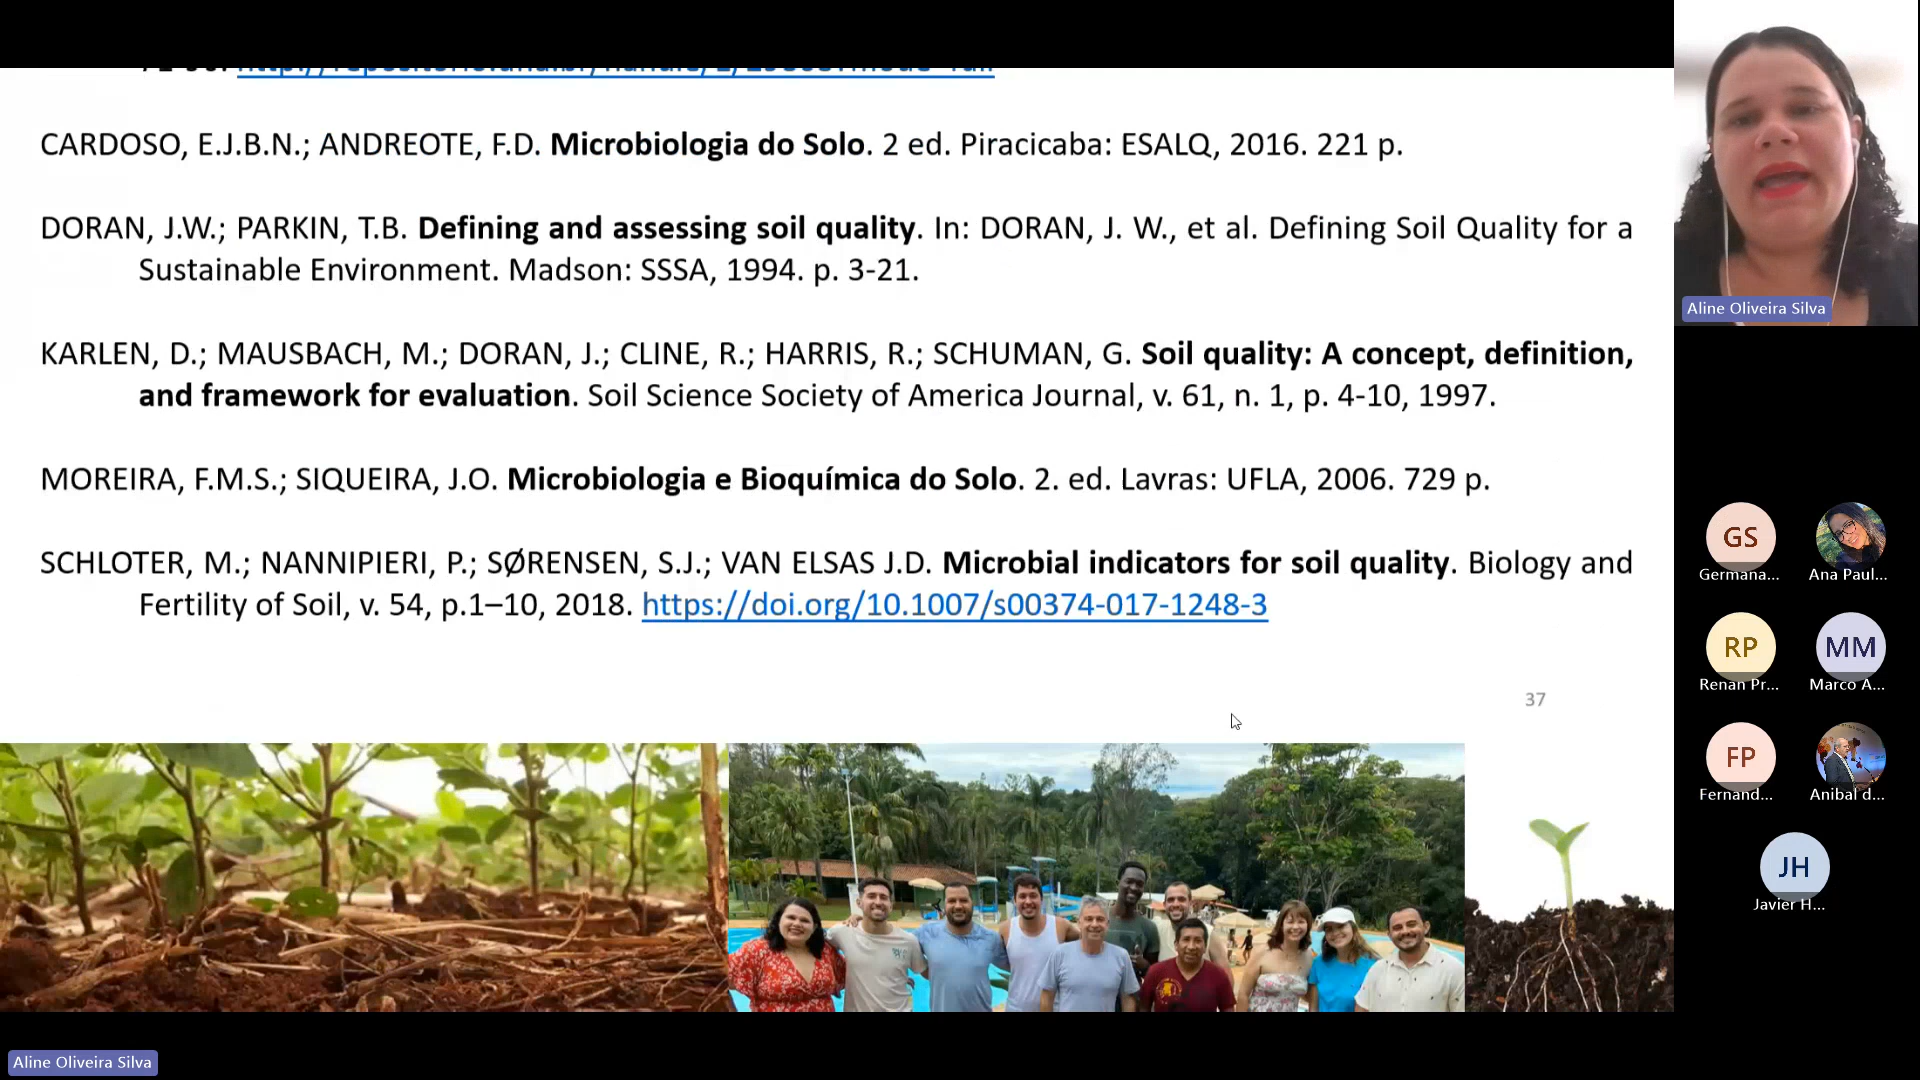 CARDOSO, E.J.B.N.; ANDREOTE, F.D. Microbiologia do Solo. 2 ed. Piracicaba: ESALQ, 2016. 221 p.
DORAN, J.W.; PARKIN, T.B. Defining and assessing soil quality. In: DORAN, J. W., et al. Defining Soil Quality for a
Sustainable Environment. Madson: SSSA, 1994. p. 3-21.
KARLEN, D.; MAUSBACH, M.; DORAN, J.; CLINE, R.; HARRIS, R.; SCHUMAN, G. Soil quality: A concept, definition,
and framework for evaluation. Soil Science Society of America Journal, v. 61, n. 1, p. 4-10, 1997.
MOREIRA, F.M.S.; SIQUEIRA, J.O. Microbiologia e Bioquímica do Solo. 2. ed. Lavras: UFLA, 2006. 729 p.
SCHLOTER, M.; NANNIPIERI, P.; SØRENSEN, S.J.; VAN ELSAS J.D. Microbial indicators for soil quality. Biology and
Fertility of Soil, v. 54, p.1–10, 2018. https://doi.org/10.1007/s00374-017-1248-3
37
Aline Oliveira Silva
GS
Germana...
Ana Paul...
RP
Renan Pr...
MM
Marco A...
FP
Fernand...
Anibal d...
JH
Javier H...
Aline Oliveira Silva